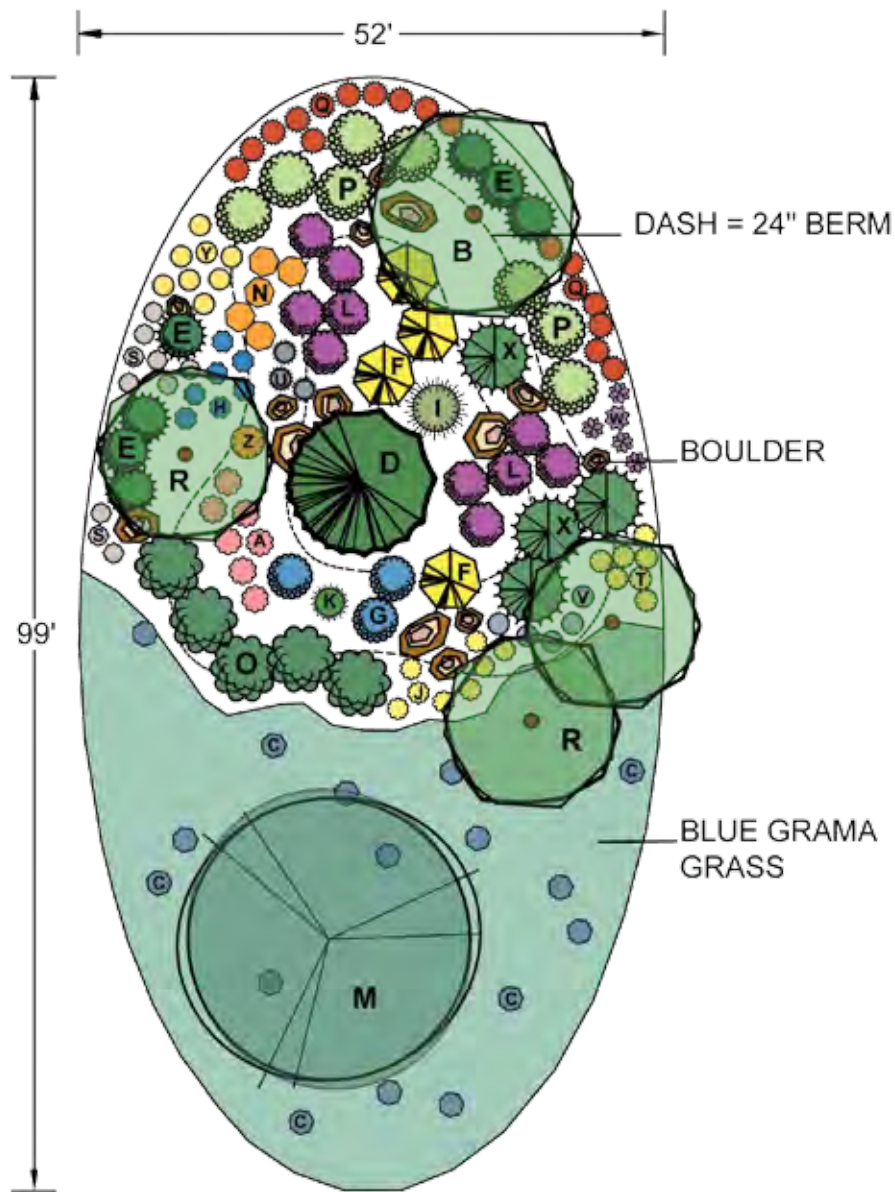 52'
Q
P
E
DASH = 24" BERM
B
Y
N
Q
L
E
P
S
X
F
U
I
H
W
Z
E
D
BOULDER
R
L
S
X
A
F
T
K
V
G
99'
O
J
R
C
C
BLUE GRAMA
GRASS
C
M
C
C